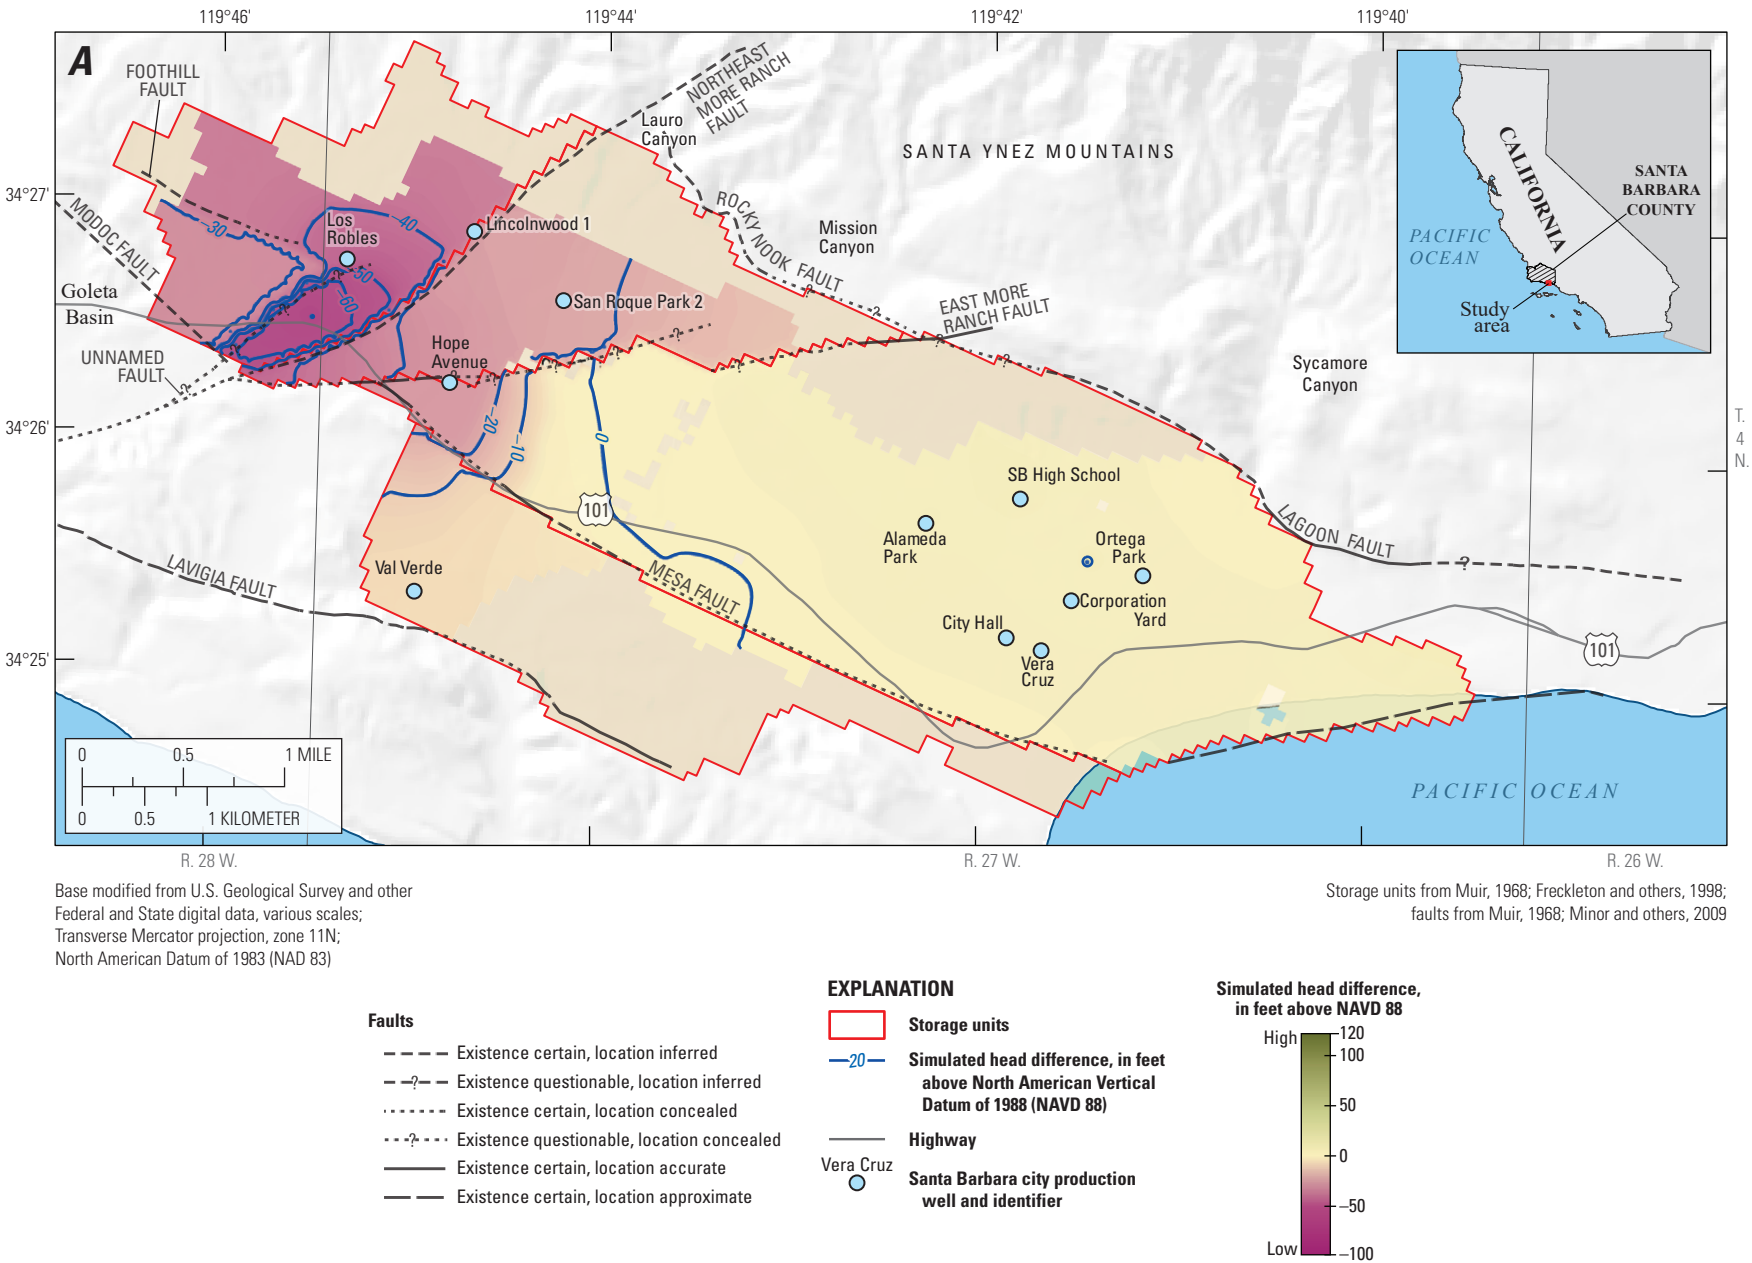 119°46'
119°44'
119°42'
119°40'
A
FOOTHILL
FAULT
NORTHEAST
MORE RANCH
FAULT
Lauro
Canyon
SANTA YNEZ MOUNTAINS
CALIFORNIA
SANTA
BARBARA
COUNTY
PACIFIC
OCEAN
Study
area
34°27'
MODOC FAULT
–30
Los
Robles
–40
Lincolnwood 1
ROCKY NOOK FAULT
Mission
Canyon
?
?
–50
–60
?
?
?
San Roque Park 2
Goleta
Basin
EAST MORE
RANCH FAULT
?
?
?
UNNAMED
FAULT
?
Hope
Avenue
?
?
?
?
?
?
Sycamore
Canyon
34°26'
–20
–10
0
T.
4
N.
SB High School
101
Alameda
Park
Ortega
Park
LAGOON FAULT
?
LAVIGIA FAULT
Val Verde
MESA FAULT
Corporation
Yard
City Hall
Vera
Cruz
101
34°25'
0 0.5 1 MILE
0 0.5 1 KILOMETER
PACIFIC OCEAN
R. 28 W.
R. 27 W.
R. 26 W.
Base modified from U.S. Geological Survey and other
Federal and State digital data, various scales;
Transverse Mercator projection, zone 11N;
North American Datum of 1983 (NAD 83)
Storage units from Muir, 1968; Freckleton and others, 1998;
faults from Muir, 1968; Minor and others, 2009
Faults
Existence certain, location inferred
?
Existence questionable, location inferred
Existence certain, location concealed
?
Existence questionable, location concealed
Existence certain, location accurate
Existence certain, location approximate
EXPLANATION
Storage units
–20
Simulated head difference, in feet
above North American Vertical
Datum of 1988 (NAVD 88)
Highway
Vera Cruz
Santa Barbara city production
well and identifier
Simulated head difference,
in feet above NAVD 88
High
120
100
50
0
–50
Low
–100